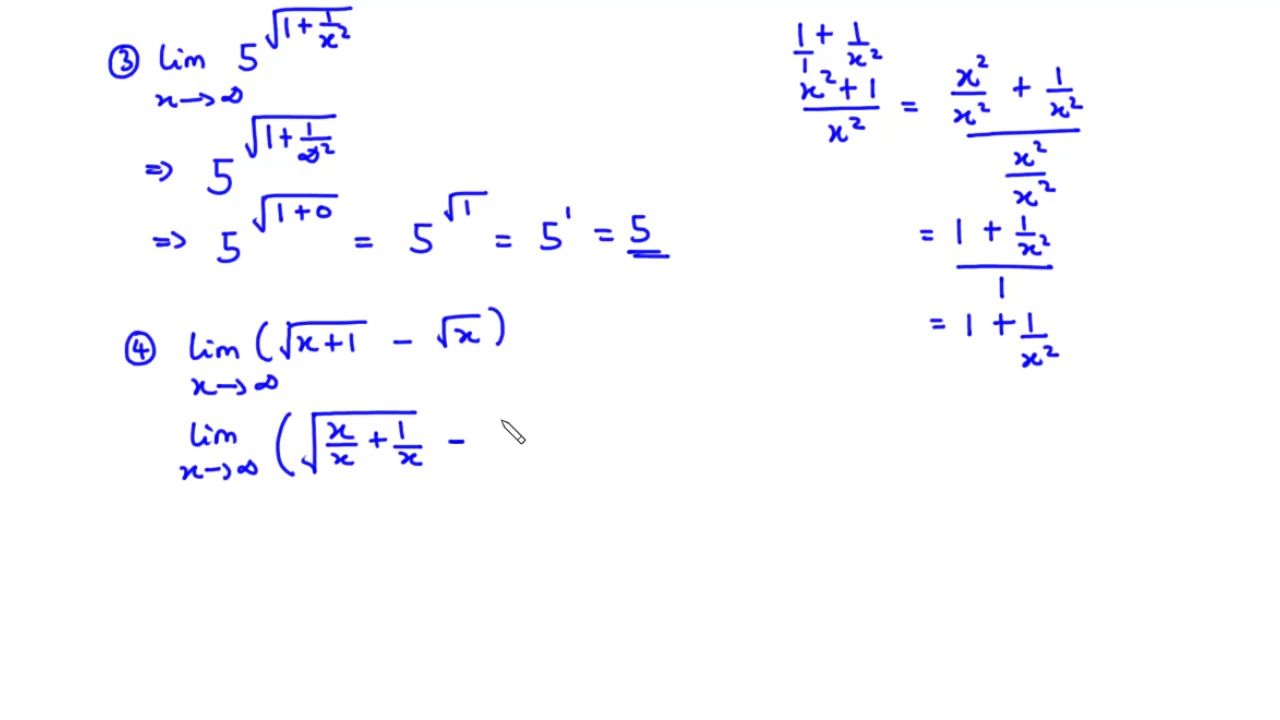 ③ lim 5^√(1 + 1/x²)
x→∞
⇒ 5^√(1 + 1/∞²)
⇒ 5^√(1+0) = 5^√1 = 5¹ = 5
④ lim (√(x+1) − √x)
x→∞
lim (√(x/x + 1/x) −
x→∞
1/1 + 1/x²
(x²+1)/x² = (x²/x² + 1/x²)/(x²/x²)
= (1 + 1/x²)/1
= 1 + 1/x²